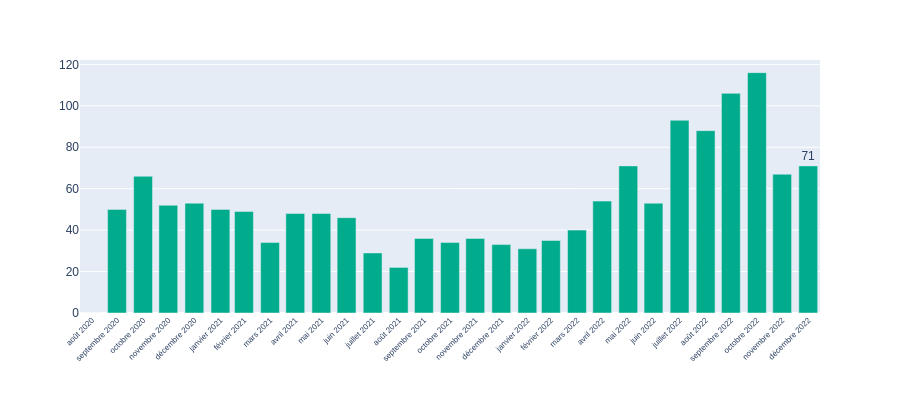 120
100
80
60
40
20
0
71
août 2020
septembre 2020
octobre 2020
novembre 2020
décembre 2020
janvier 2021
février 2021
mars 2021
avril 2021
mai 2021
juin 2021
juillet 2021
août 2021
septembre 2021
octobre 2021
novembre 2021
décembre 2021
janvier 2022
février 2022
mars 2022
avril 2022
mai 2022
juin 2022
juillet 2022
août 2022
septembre 2022
octobre 2022
novembre 2022
décembre 2022